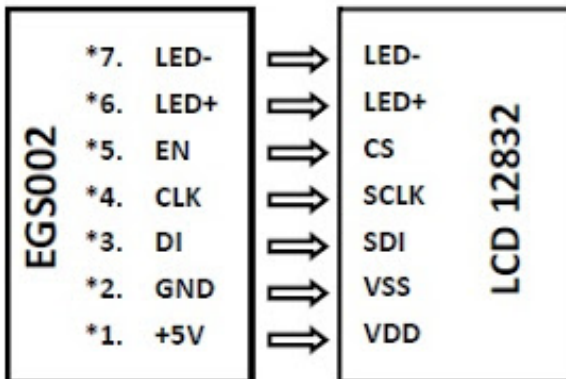 EGS002
*7. LED-
*6. LED+
*5. EN
*4. CLK
*3. DI
*2. GND
*1. +5V
LED-
LED+
CS
SCLK
SDI
VSS
VDD
LCD 12832